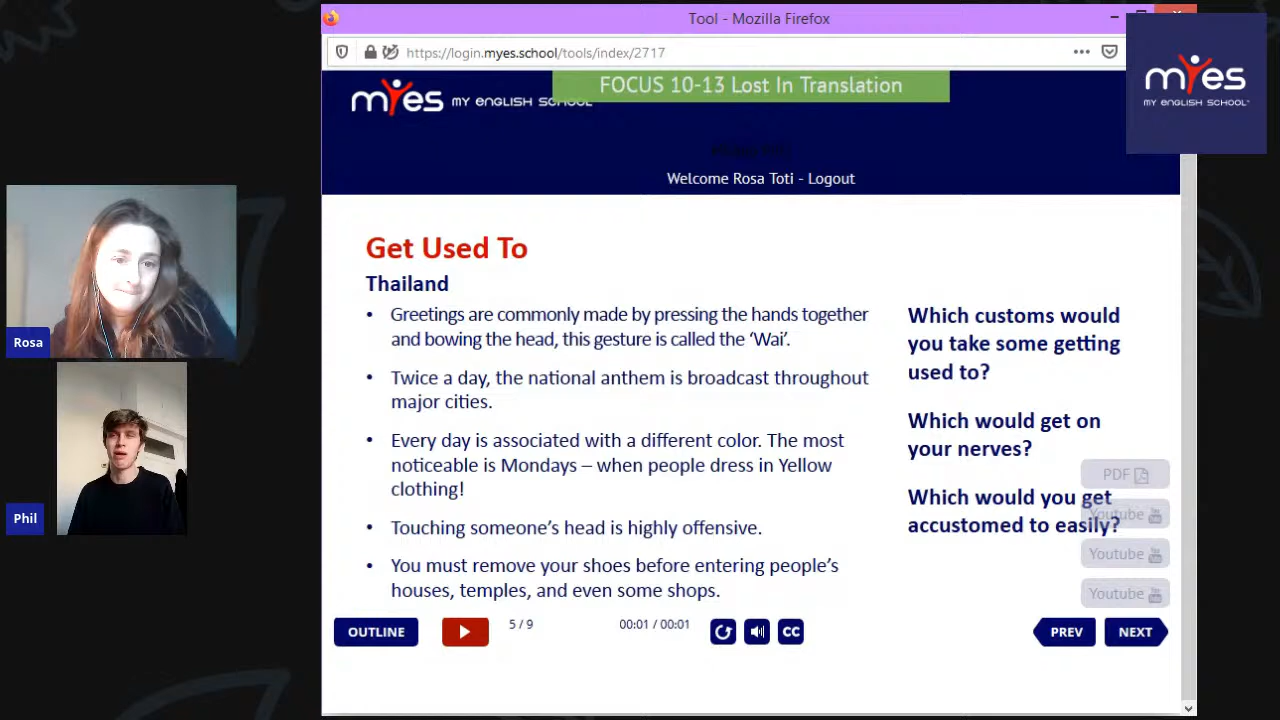 Tool - Mozilla Firefox
https://login.myes.school/tools/index/2717
FOCUS 10-13 Lost In Translation
myes MY ENGLISH SCHOOL
myes
MY ENGLISH SCHOOL
Welcome Rosa Toti - Logout
Get Used To
Thailand
• Greetings are commonly made by pressing the hands together
and bowing the head, this gesture is called the ‘Wai’.
• Twice a day, the national anthem is broadcast throughout
major cities.
• Every day is associated with a different color. The most
noticeable is Mondays – when people dress in Yellow
clothing!
• Touching someone’s head is highly offensive.
• You must remove your shoes before entering people’s
houses, temples, and even some shops.
Which customs would
you take some getting
used to?
Which would get on
your nerves?
Which would you get
accustomed to easily?
PDF
Youtube
Youtube
Youtube
Rosa
Phil
OUTLINE
5 / 9
00:01 / 00:01
CC
PREV
NEXT